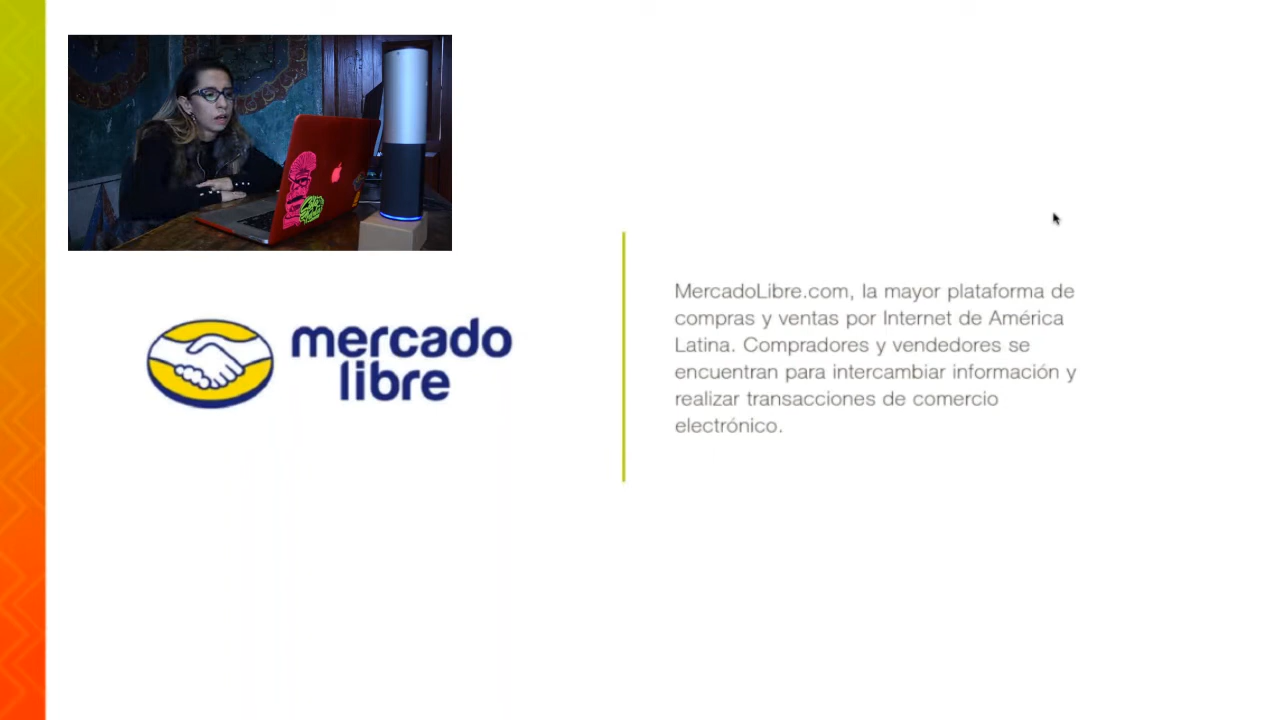 mercado
libre
MercadoLibre.com, la mayor plataforma de
compras y ventas por Internet de América
Latina. Compradores y vendedores se
encuentran para intercambiar información y
realizar transacciones de comercio
electrónico.